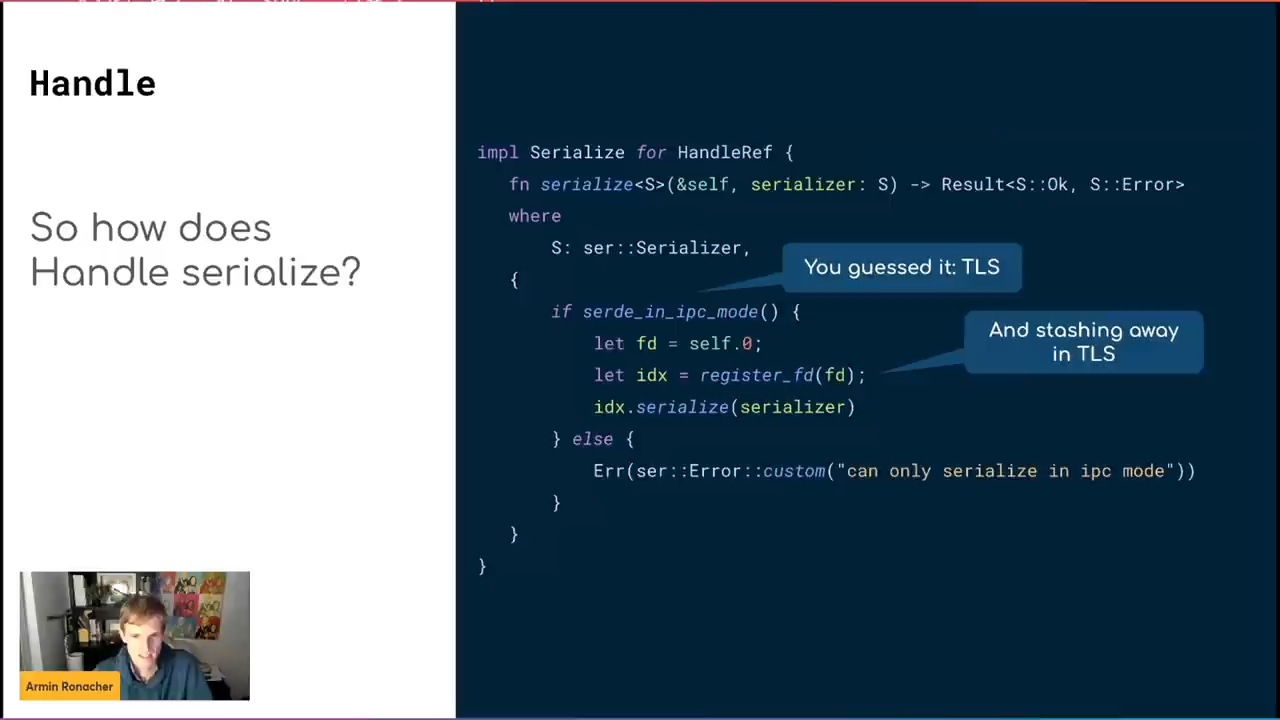 Handle
So how does
Handle serialize?
impl Serialize for HandleRef {
fn serialize<S>(&self, serializer: S) -> Result<S::Ok, S::Error>
where
S: ser::Serializer,
{
You guessed it: TLS
if serde_in_ipc_mode() {
And stashing away
in TLS
let fd = self.0;
let idx = register_fd(fd);
idx.serialize(serializer)
} else {
Err(ser::Error::custom("can only serialize in ipc mode"))
}
}
}
Armin Ronacher